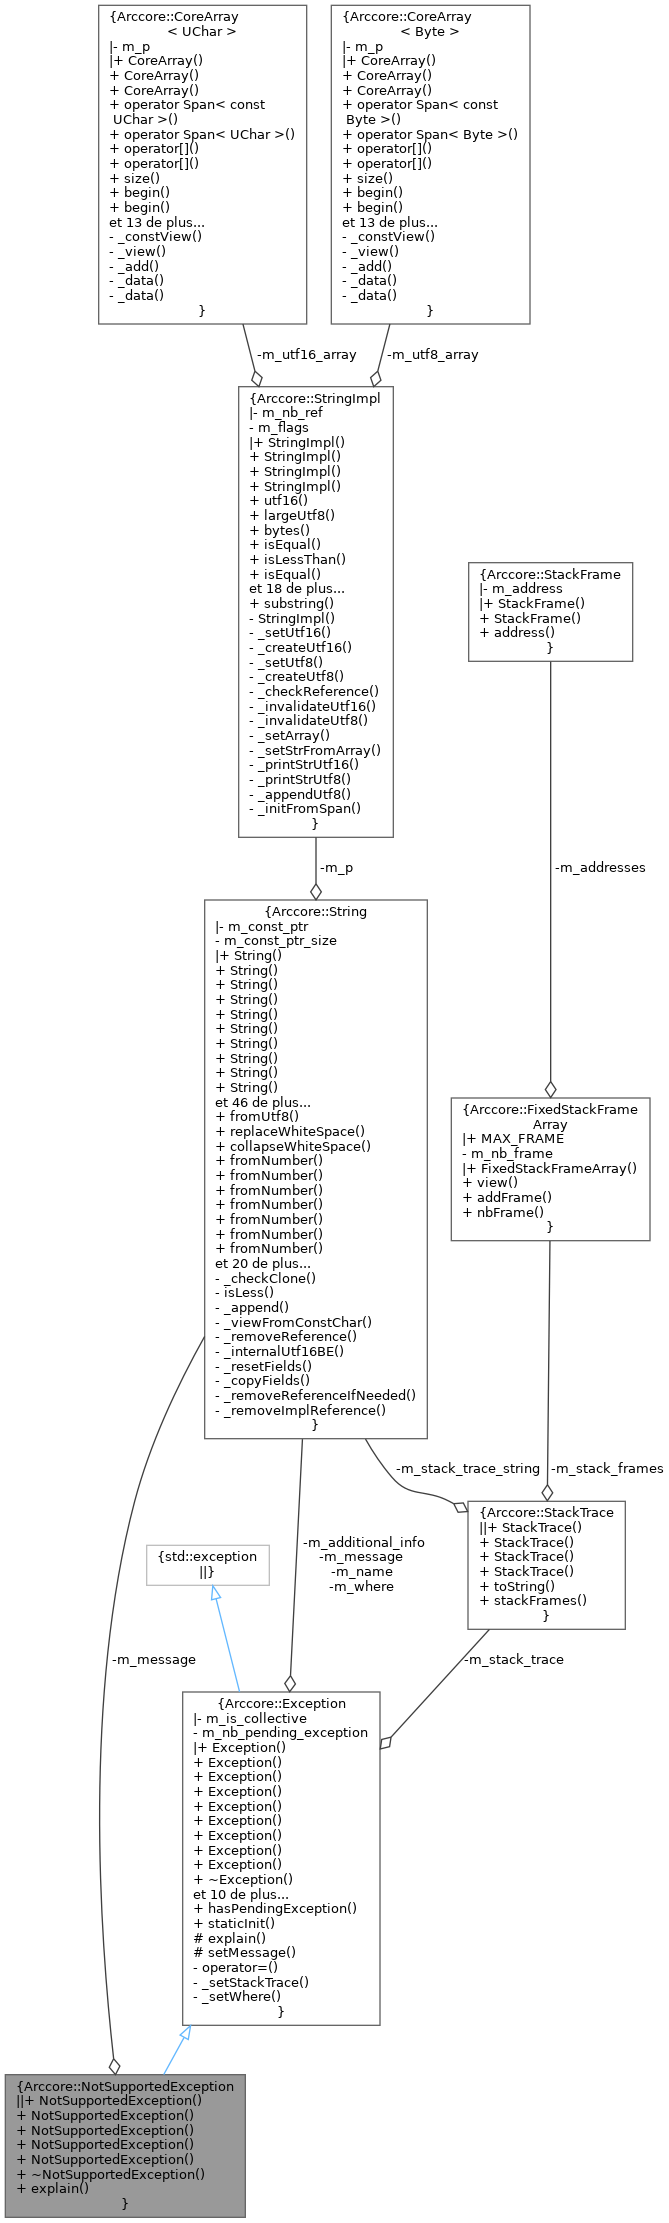 {Arccore::CoreArray
< UChar >
|- m_p
|+ CoreArray()
+ CoreArray()
+ CoreArray()
+ operator Span< const
UChar >()
+ operator Span< UChar >()
+ operator[]()
+ operator[]()
+ size()
+ begin()
+ begin()
et 13 de plus...
- _constView()
- _view()
- _add()
- _data()
- _data()
}
{Arccore::CoreArray
< Byte >
|- m_p
|+ CoreArray()
+ CoreArray()
+ CoreArray()
+ operator Span< const
Byte >()
+ operator Span< Byte >()
+ operator[]()
+ operator[]()
+ size()
+ begin()
+ begin()
et 13 de plus...
- _constView()
- _view()
- _add()
- _data()
- _data()
}
-m_utf16_array
-m_utf8_array
{Arccore::StringImpl
|- m_nb_ref
- m_flags
|+ StringImpl()
+ StringImpl()
+ StringImpl()
+ StringImpl()
+ utf16()
+ largeUtf8()
+ bytes()
+ isEqual()
+ isLessThan()
+ isEqual()
et 18 de plus...
+ substring()
- StringImpl()
- _setUtf16()
- _createUtf16()
- _setUtf8()
- _createUtf8()
- _checkReference()
- _invalidateUtf16()
- _invalidateUtf8()
- _setArray()
- _setStrFromArray()
- _printStrUtf16()
- _printStrUtf8()
- _appendUtf8()
- _initFromSpan()
}
{Arccore::StackFrame
|- m_address
|+ StackFrame()
+ StackFrame()
+ address()
}
-m_p
-m_addresses
{Arccore::String
|- m_const_ptr
- m_const_ptr_size
|+ String()
+ String()
+ String()
+ String()
+ String()
+ String()
+ String()
+ String()
+ String()
+ String()
et 46 de plus...
+ fromUtf8()
+ replaceWhiteSpace()
+ collapseWhiteSpace()
+ fromNumber()
+ fromNumber()
+ fromNumber()
+ fromNumber()
+ fromNumber()
+ fromNumber()
+ fromNumber()
et 20 de plus...
- _checkClone()
- isLess()
- _append()
- _viewFromConstChar()
- _removeReference()
- _internalUtf16BE()
- _resetFields()
- _copyFields()
- _removeReferenceIfNeeded()
- _removeImplReference()
}
{Arccore::FixedStackFrame
Array
|+ MAX_FRAME
- m_nb_frame
|+ FixedStackFrameArray()
+ view()
+ addFrame()
+ nbFrame()
}
-m_stack_trace_string
-m_stack_frames
{Arccore::StackTrace
||+ StackTrace()
+ StackTrace()
+ StackTrace()
+ StackTrace()
+ toString()
+ stackFrames()
}
-m_additional_info
-m_message
-m_name
-m_where
{std::exception
||}
-m_message
-m_stack_trace
{Arccore::Exception
|- m_is_collective
- m_nb_pending_exception
|+ Exception()
+ Exception()
+ Exception()
+ Exception()
+ Exception()
+ Exception()
+ Exception()
+ Exception()
+ Exception()
+ ~Exception()
et 10 de plus...
+ hasPendingException()
+ staticInit()
# explain()
# setMessage()
- operator=()
- _setStackTrace()
- _setWhere()
}
{Arccore::NotSupportedException
||+ NotSupportedException()
+ NotSupportedException()
+ NotSupportedException()
+ NotSupportedException()
+ NotSupportedException()
+ ~NotSupportedException()
+ explain()
}